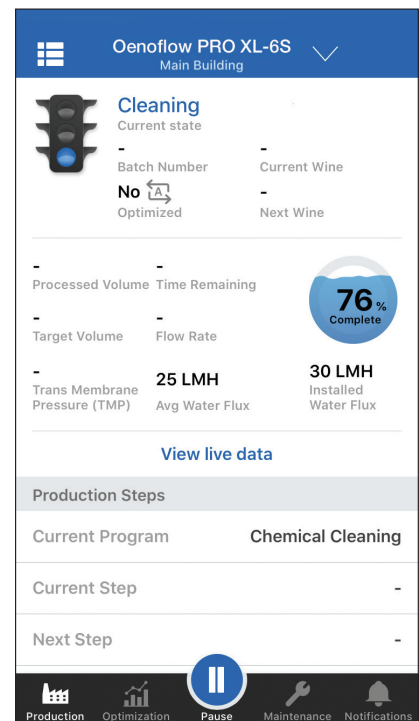 Oenoflow PRO XL-6S
Main Building
Cleaning
Current state
- -
Batch Number Current Wine
No A -
Optimized Next Wine
- -
Processed Volume Time Remaining
76%
Complete
- -
Target Volume Flow Rate
- 25 LMH 30 LMH
Trans Membrane Pressure (TMP) Avg Water Flux Installed Water Flux
View live data
Production Steps
Current Program Chemical Cleaning
Current Step -
Next Step -
Production Optimization Pause Maintenance Notifications